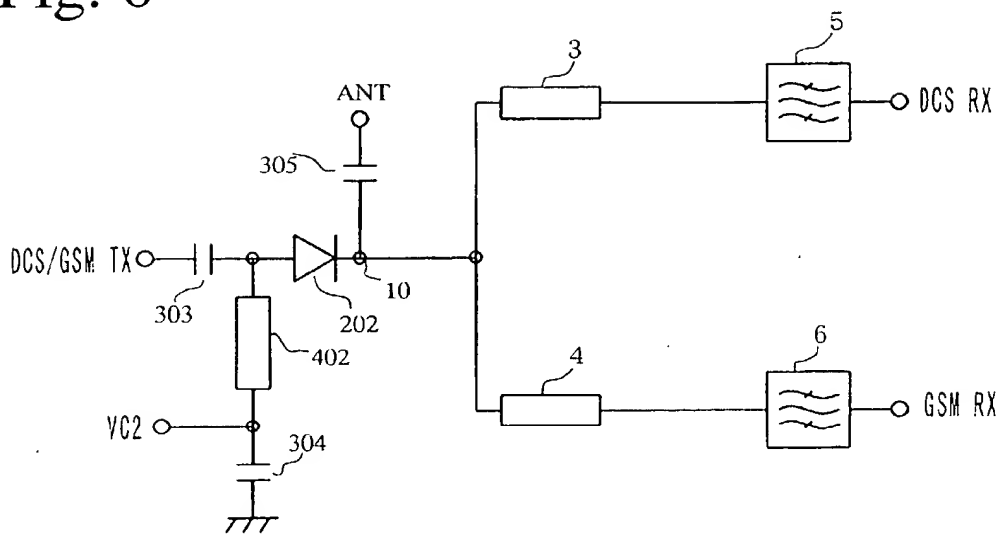 Fig. 6
5
3
DCS RX
ANT
305
DCS/GSM TX
10
303
202
402
6
4
GSM RX
VC2
304